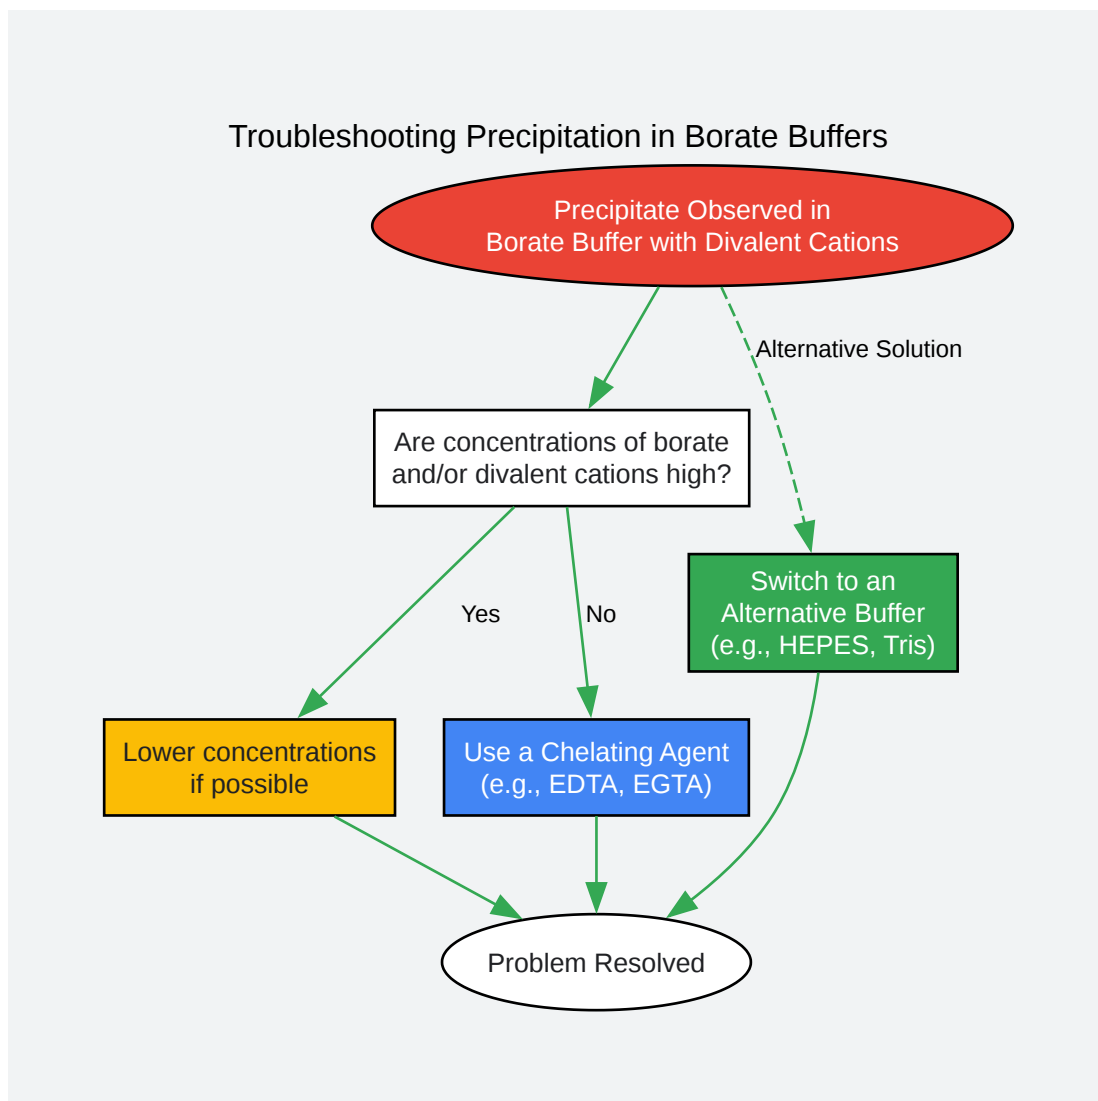 Troubleshooting Precipitation in Borate Buffers
Precipitate Observed in
Borate Buffer with Divalent Cations
Alternative Solution
Are concentrations of borate
and/or divalent cations high?
Switch to an
Alternative Buffer
(e.g., HEPES, Tris)
Yes
No
Lower concentrations
if possible
Use a Chelating Agent
(e.g., EDTA, EGTA)
Problem Resolved